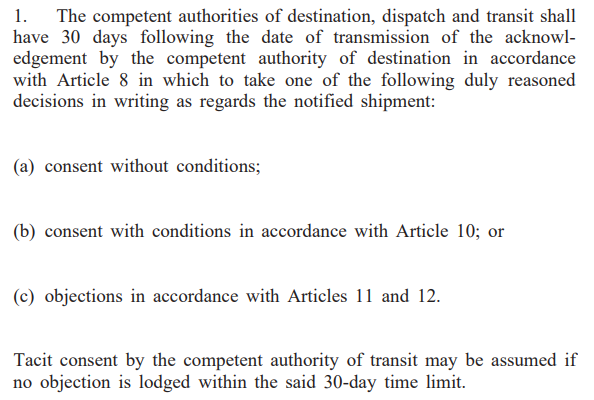 1. The competent authorities of destination, dispatch and transit shall
have 30 days following the date of transmission of the acknowl-
edgement by the competent authority of destination in accordance
with Article 8 in which to take one of the following duly reasoned
decisions in writing as regards the notified shipment:
(a) consent without conditions;
(b) consent with conditions in accordance with Article 10; or
(c) objections in accordance with Articles 11 and 12.
Tacit consent by the competent authority of transit may be assumed if
no objection is lodged within the said 30-day time limit.